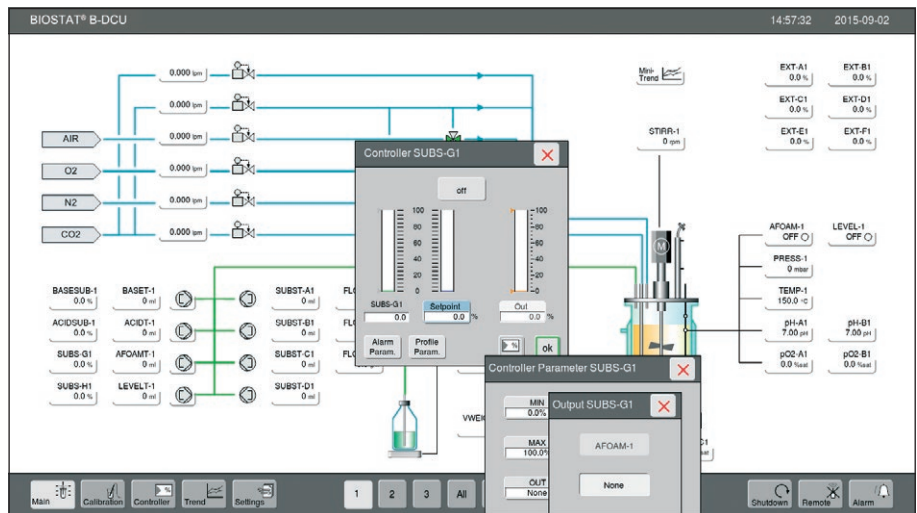 BIOSTAT® B-DCU
14:57:32 2015-09-02
0.000 lpm
0.000 lpm
AIR
0.000 lpm
O2
0.000 lpm
N2
0.000 lpm
CO2
0.000 lpm
Mini-Trend
STIRR-1
0 rpm
EXT-A1
0.0 %
EXT-B1
0.0 %
EXT-C1
0.0 %
EXT-D1
0.0 %
EXT-E1
0.0 %
EXT-F1
0.0 %
Controller SUBS-G1
off
100
80
60
40
20
0
100
80
60
40
20
0
SUBS-G1
0.0
Setpoint
0.0 %
Out
0.0 %
Alarm Param.
Profile Param.
%
ok
M
AFOAM-1
OFF
LEVEL-1
OFF
PRESS-1
0 mbar
TEMP-1
150.0 °C
pH-A1
7.00 pH
pH-B1
7.00 pH
pO2-A1
0.0 %sat
pO2-B1
0.0 %sat
BASESUB-1
0.0 %
BASET-1
0 ml
SUBST-A1
0 ml
ACIDSUB-1
0.0 %
ACIDT-1
0 ml
SUBST-B1
0 ml
SUBS-G1
0.0 %
AFOAMT-1
0 ml
SUBST-C1
0 ml
SUBS-H1
0.0 %
LEVELT-1
0 ml
SUBST-D1
0 ml
Controller Parameter SUBS-G1
MIN
0.0%
MAX
100.0%
OUT
None
Output SUBS-G1
AFOAM-1
None
Main
Calibration
Controller
Trend
Settings
1
2
3
All
Shutdown
Remote
Alarm